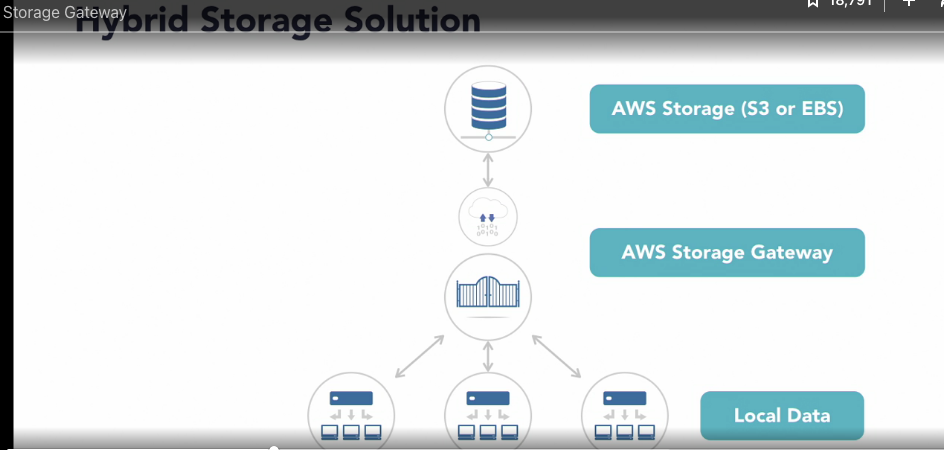 Storage Gateway
Hybrid Storage Solution
18,791
AWS Storage (S3 or EBS)
AWS Storage Gateway
Local Data